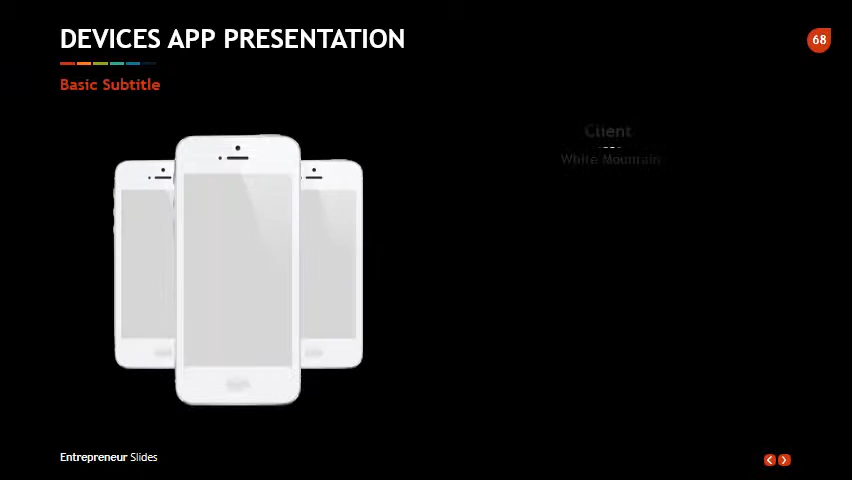 DEVICES APP PRESENTATION
68
Basic Subtitle
Client
White Mountain
Entrepreneur Slides